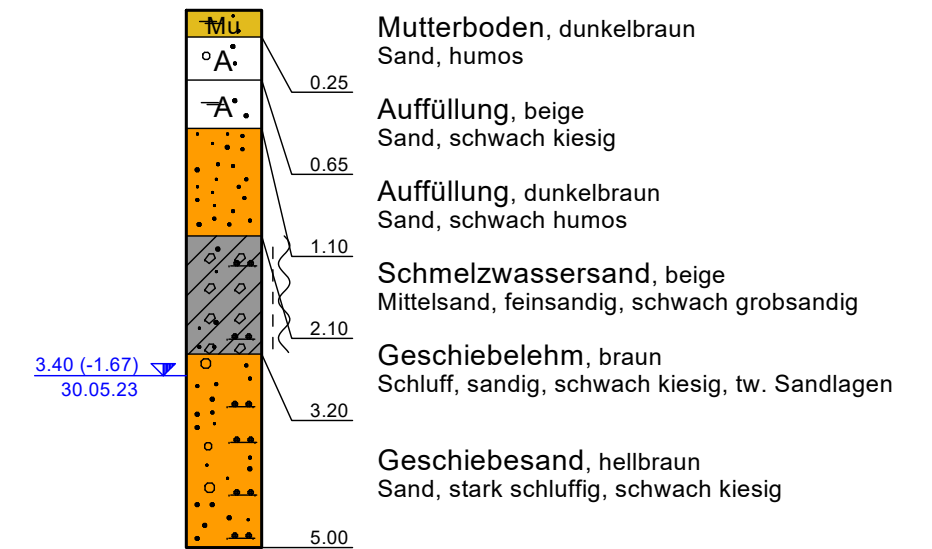 Mu
Mutterboden, dunkelbraun
Sand, humos
A
0.25
A
Auffüllung, beige
Sand, schwach kiesig
0.65
Auffüllung, dunkelbraun
Sand, schwach humos
1.10
Schmelzwassersand, beige
Mittelsand, feinsandig, schwach grobsandig
2.10
Geschiebelehm, braun
Schluff, sandig, schwach kiesig, tw. Sandlagen
3.40 (-1.67)
30.05.23
3.20
Geschiebesand, hellbraun
Sand, stark schluffig, schwach kiesig
5.00